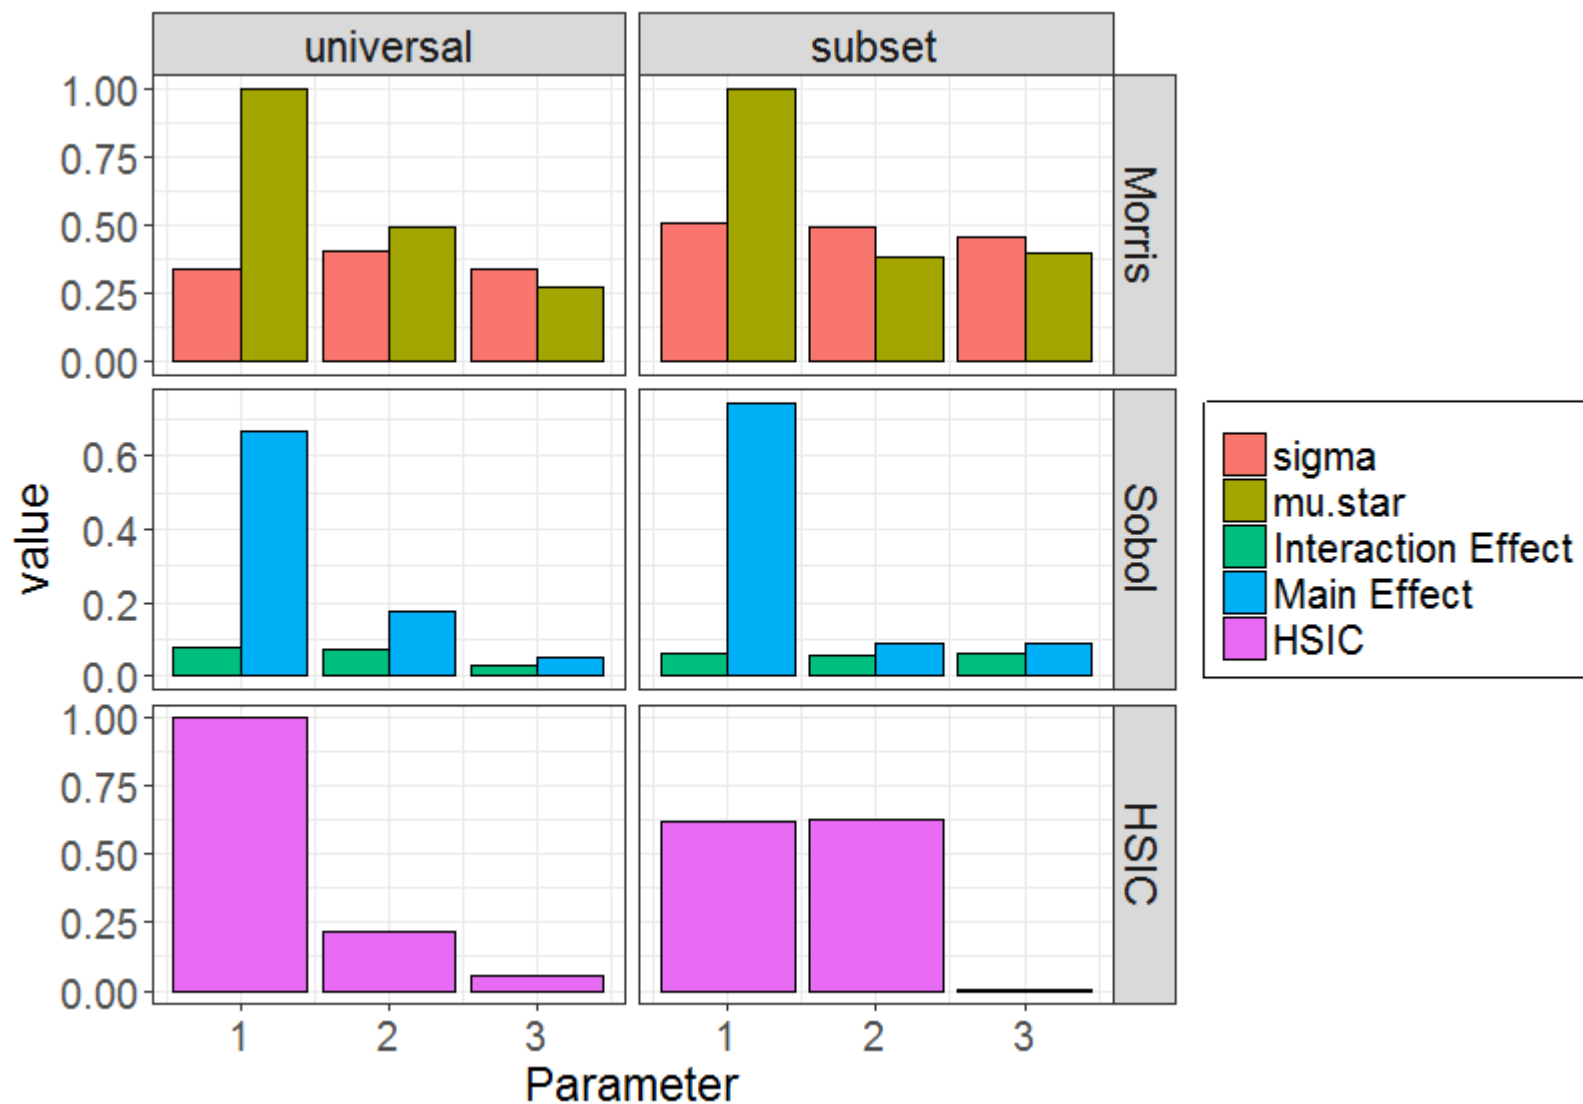 universal
subset
1.00
0.75
0.50
0.25
0.00
Morris
0.6
0.4
0.2
0.0
Sobol
1.00
0.75
0.50
0.25
0.00
HSIC
value
1 2 3
1 2 3
Parameter
sigma
mu.star
Interaction Effect
Main Effect
HSIC